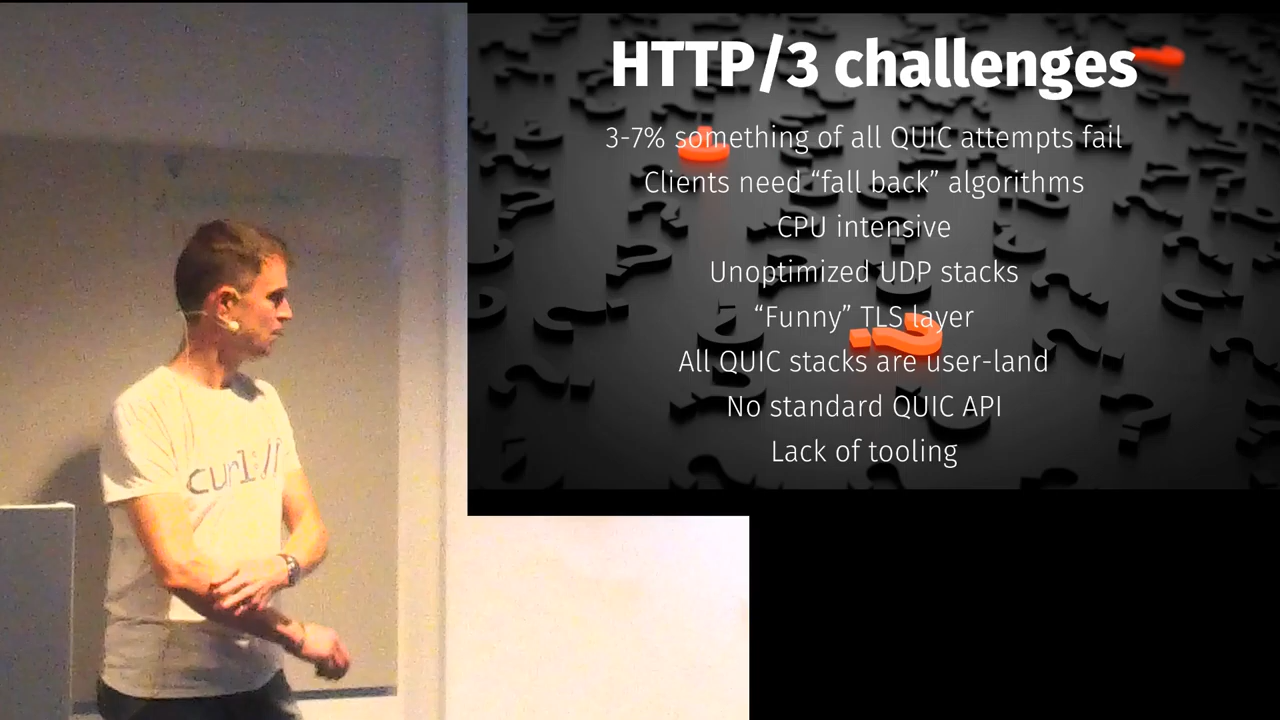 HTTP/3 challenges
3-7% something of all QUIC attempts fail
Clients need “fall back” algorithms
CPU intensive
Unoptimized UDP stacks
“Funny” TLS layer
All QUIC stacks are user-land
No standard QUIC API
Lack of tooling
curl://